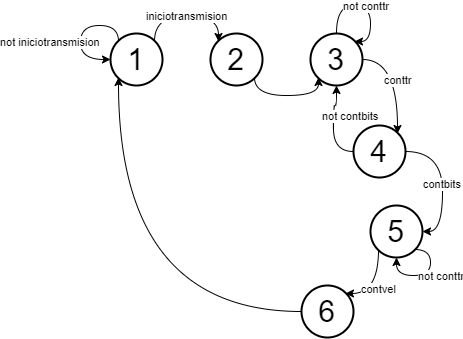 not conttr
iniciotransmision
not iniciotransmision
1
2
3
conttr
not contbits
4
contbits
5
not conttr
contvel
6